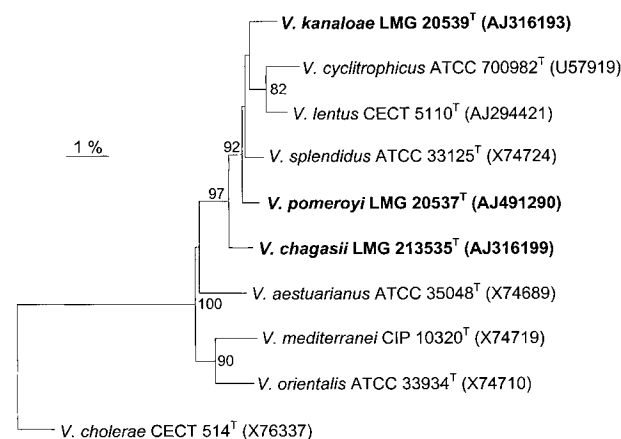 V. kanaloae LMG 20539T (AJ316193)
V. cyclitrophicus ATCC 700982T (U57919)
82
V. lentus CECT 5110T (AJ294421)
1 %
92
V. splendidus ATCC 33125T (X74724)
97
V. pomeroyi LMG 20537T (AJ491290)
V. chagasii LMG 213535T (AJ316199)
V. aestuarianus ATCC 35048T (X74689)
100
V. mediterranei CIP 10320T (X74719)
90
V. orientalis ATCC 33934T (X74710)
V. cholerae CECT 514T (X76337)